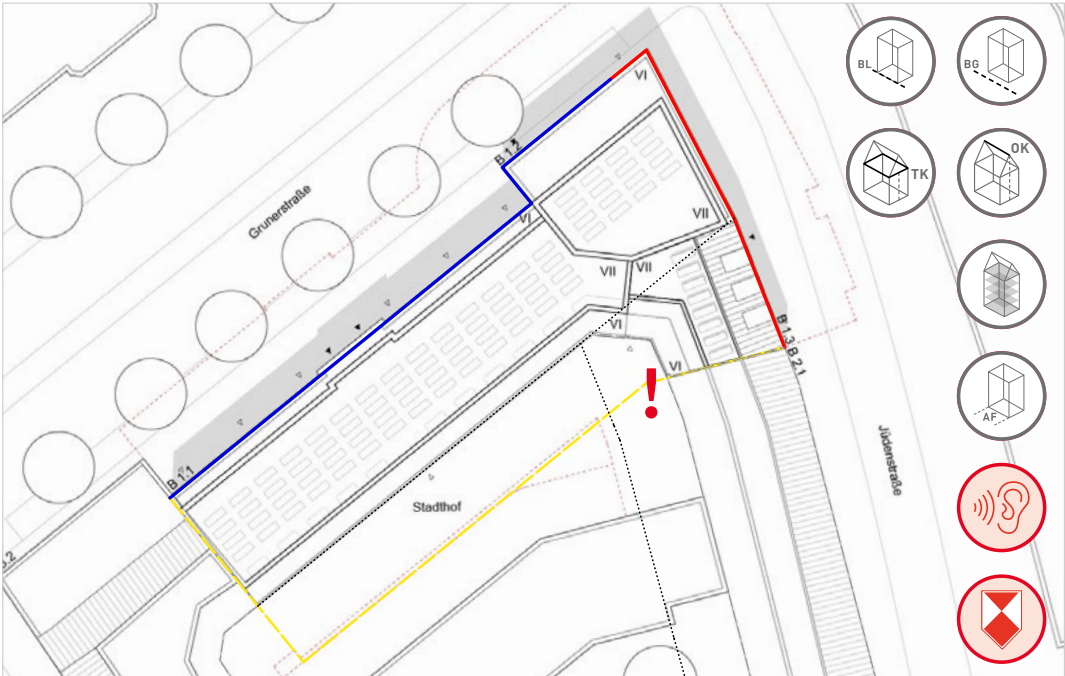 BL
BG
TK
OK
AF
VI
B 1.2
Grunerstraße
VI
VII
VII
VII
VI
VI
B 1.3
B 2.1
!
B 1.1
Stadthof
Jüdenstraße